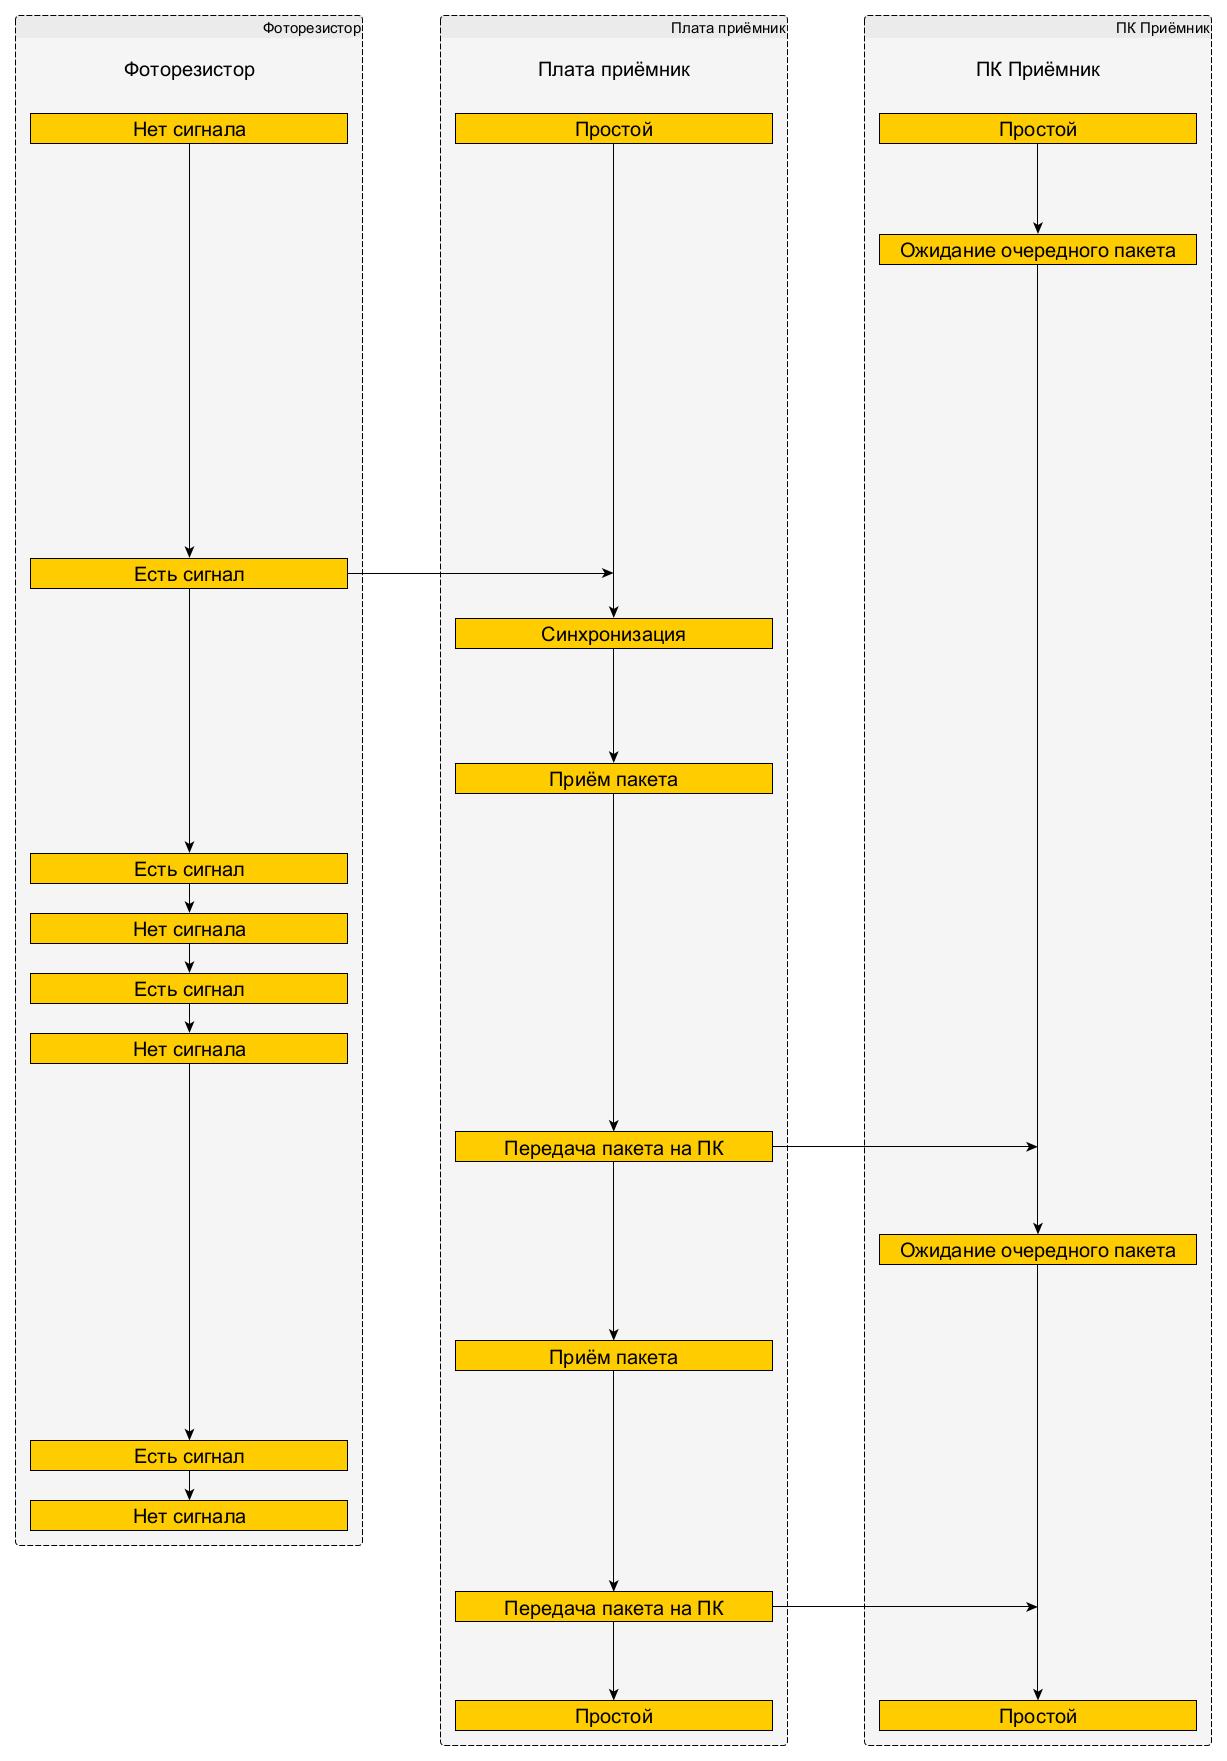 Фоторезистор
Фоторезистор
Нет сигнала
Есть сигнал
Есть сигнал
Нет сигнала
Есть сигнал
Нет сигнала
Есть сигнал
Нет сигнала
Плата приёмник
Плата приёмник
Простой
Синхронизация
Приём пакета
Передача пакета на ПК
Приём пакета
Передача пакета на ПК
Простой
ПК Приёмник
ПК Приёмник
Простой
Ожидание очередного пакета
Ожидание очередного пакета
Простой